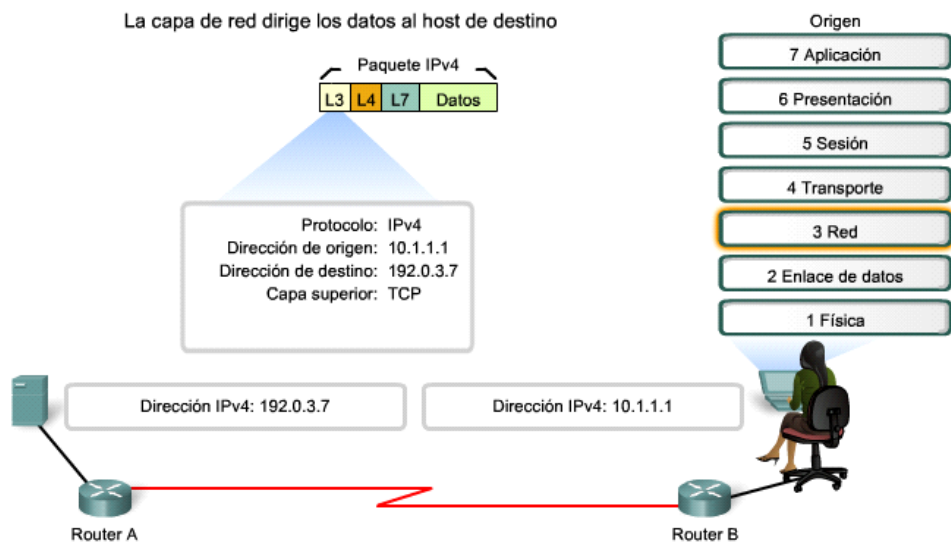 La capa de red dirige los datos al host de destino
Paquete IPv4
L3 L4 L7 Datos
Protocolo: IPv4
Dirección de origen: 10.1.1.1
Dirección de destino: 192.0.3.7
Capa superior: TCP
Origen
7 Aplicación
6 Presentación
5 Sesión
4 Transporte
3 Red
2 Enlace de datos
1 Física
Dirección IPv4: 192.0.3.7
Dirección IPv4: 10.1.1.1
Router A
Router B